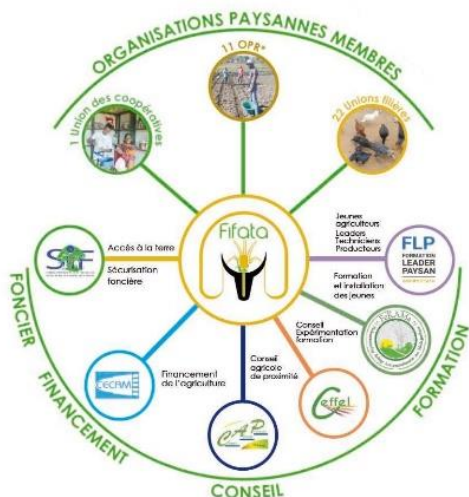 ORGANISATIONS PAYSANNES MEMBRES
1 Union des coopératives
11 OPR*
22 Unions filières
Fifata
Accès à la terre
Sécurisation
foncière
SIF
Jeunes
agriculteurs
Leaders
Techniciens
Producteurs
FLP
FORMATION
LEADER
PAYSAN
Formation
et installation
des jeunes
Conseil
Expérimentation
formation
Ceffel
Conseil
agricole
de proximité
CAP
Financement
de l'agriculture
CECAM
FONCIER
FINANCEMENT
CONSEIL
FORMATION